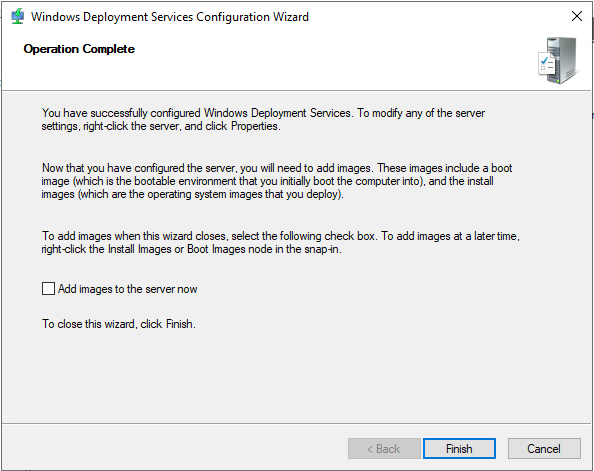 Windows Deployment Services Configuration Wizard
Operation Complete
You have successfully configured Windows Deployment Services. To modify any of the server
settings, right-click the server, and click Properties.
Now that you have configured the server, you will need to add images. These images include a boot
image (which is the bootable environment that you initially boot the computer into), and the install
images (which are the operating system images that you deploy).
To add images when this wizard closes, select the following check box. To add images at a later time,
right-click the Install Images or Boot Images node in the snap-in.
Add images to the server now
To close this wizard, click Finish.
< Back
Finish
Cancel